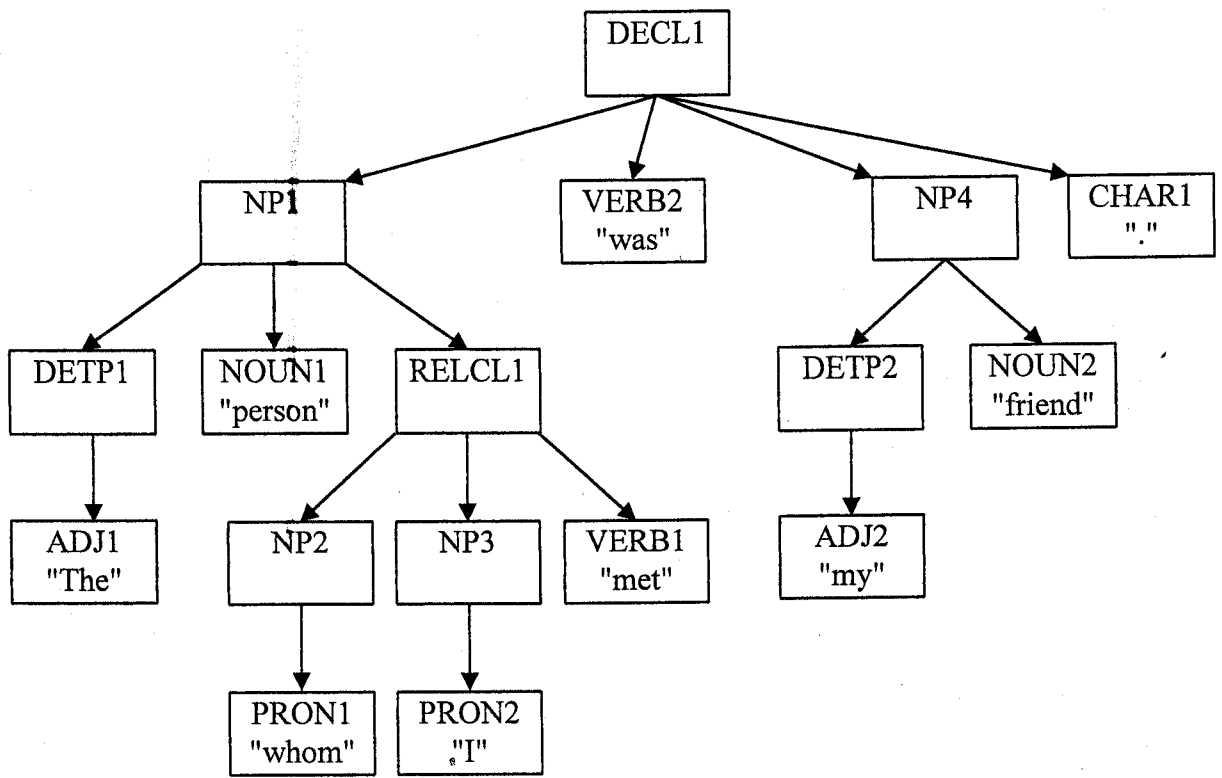 DECL1
NP1
VERB2
"was"
NP4
CHAR1
"."
DETP1
NOUN1
"person"
RELCL1
DETP2
NOUN2
"friend"
ADJ1
"The"
NP2
NP3
VERB1
"met"
ADJ2
"my"
PRON1
"whom"
PRON2
"I"